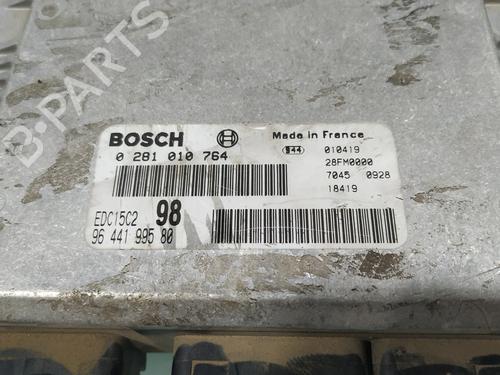 BOSCH
Made in France
0 281 010 764
44 010419
28FM0000
7045 0928
18419
EDC15C2 98
96 441 995 80
B-PARTS